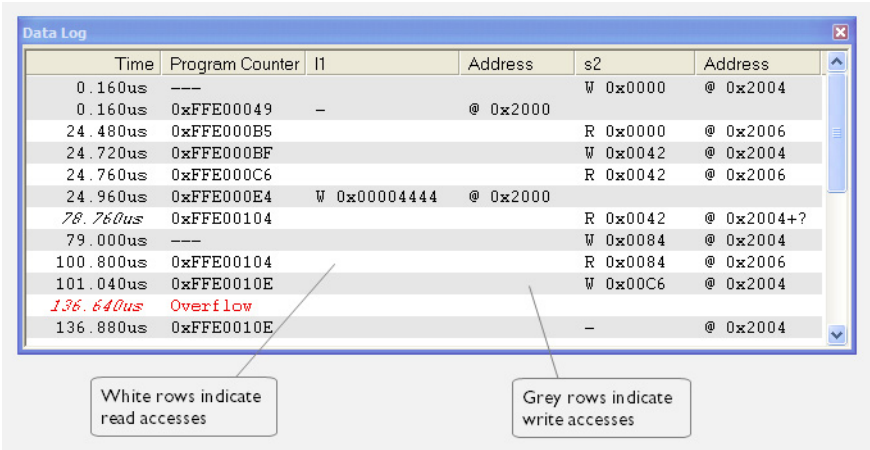 Data Log
Time Program Counter l1 Address s2 Address
0.160us --- W 0x0000 @ 0x2004
0.160us 0xFFE00049 - @ 0x2000
24.480us 0xFFE000B5 R 0x0000 @ 0x2006
24.720us 0xFFE000BF W 0x0042 @ 0x2004
24.760us 0xFFE000C6 R 0x0042 @ 0x2006
24.960us 0xFFE000E4 W 0x00004444 @ 0x2000
78.760us 0xFFE00104 R 0x0042 @ 0x2004+?
79.000us --- W 0x0084 @ 0x2004
100.800us 0xFFE00104 R 0x0084 @ 0x2006
101.040us 0xFFE0010E W 0x00C6 @ 0x2004
136.640us Overflow
136.880us 0xFFE0010E - @ 0x2004
White rows indicate
read accesses
Grey rows indicate
write accesses